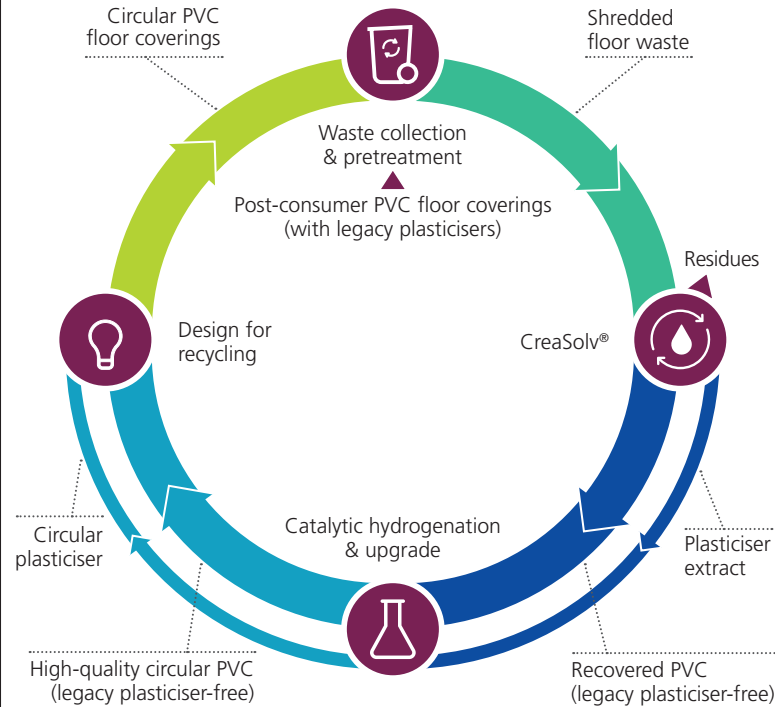 Circular PVC
floor coverings
Shredded
floor waste
Waste collection
& pretreatment
Post-consumer PVC floor coverings
(with legacy plasticisers)
Residues
Design for
recycling
CreaSolv®
Catalytic hydrogenation
& upgrade
Circular
plasticiser
Plasticiser
extract
High-quality circular PVC
(legacy plasticiser-free)
Recovered PVC
(legacy plasticiser-free)